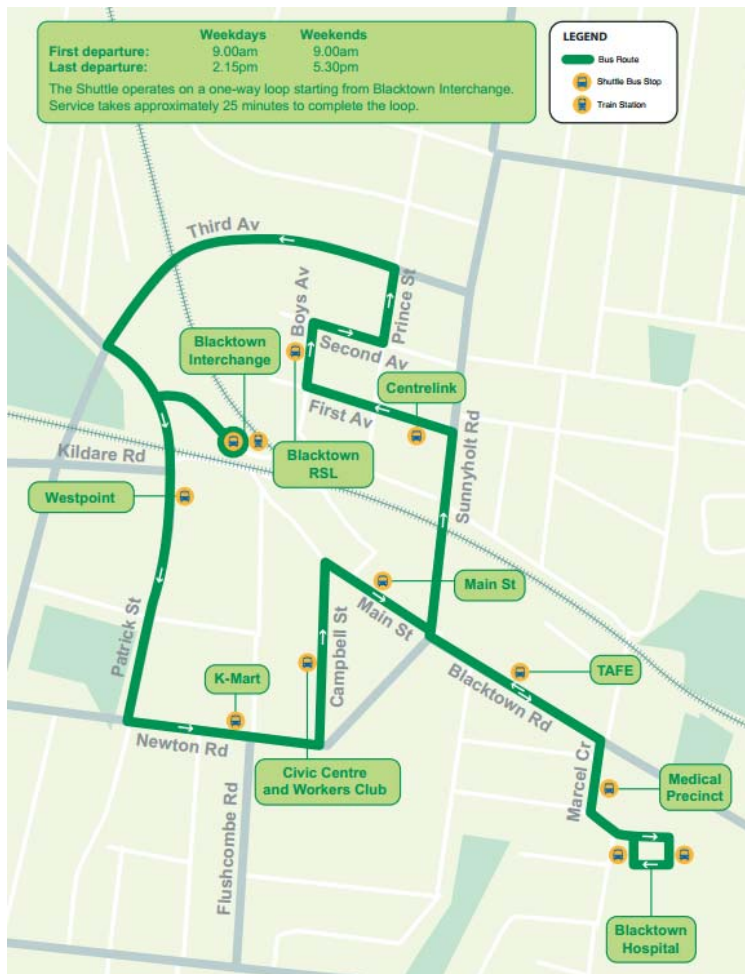 Weekdays Weekends
First departure: 9.00am 9.00am
Last departure: 2.15pm 5.30pm
The Shuttle operates on a one-way loop starting from Blacktown Interchange.
Service takes approximately 25 minutes to complete the loop.
LEGEND
Bus Route
Shuttle Bus Stop
Train Station
Third Av
Boys Av
Prince St
Second Av
Blacktown
Interchange
Centrelink
First Av
Sunnyholt Rd
Kildare Rd
Blacktown
RSL
Westpoint
Main St
Main St
Patrick St
Campbell St
K-Mart
TAFE
Blacktown Rd
Newton Rd
Civic Centre
and Workers Club
Marcel Cr
Medical
Precinct
Flushcombe Rd
Blacktown
Hospital